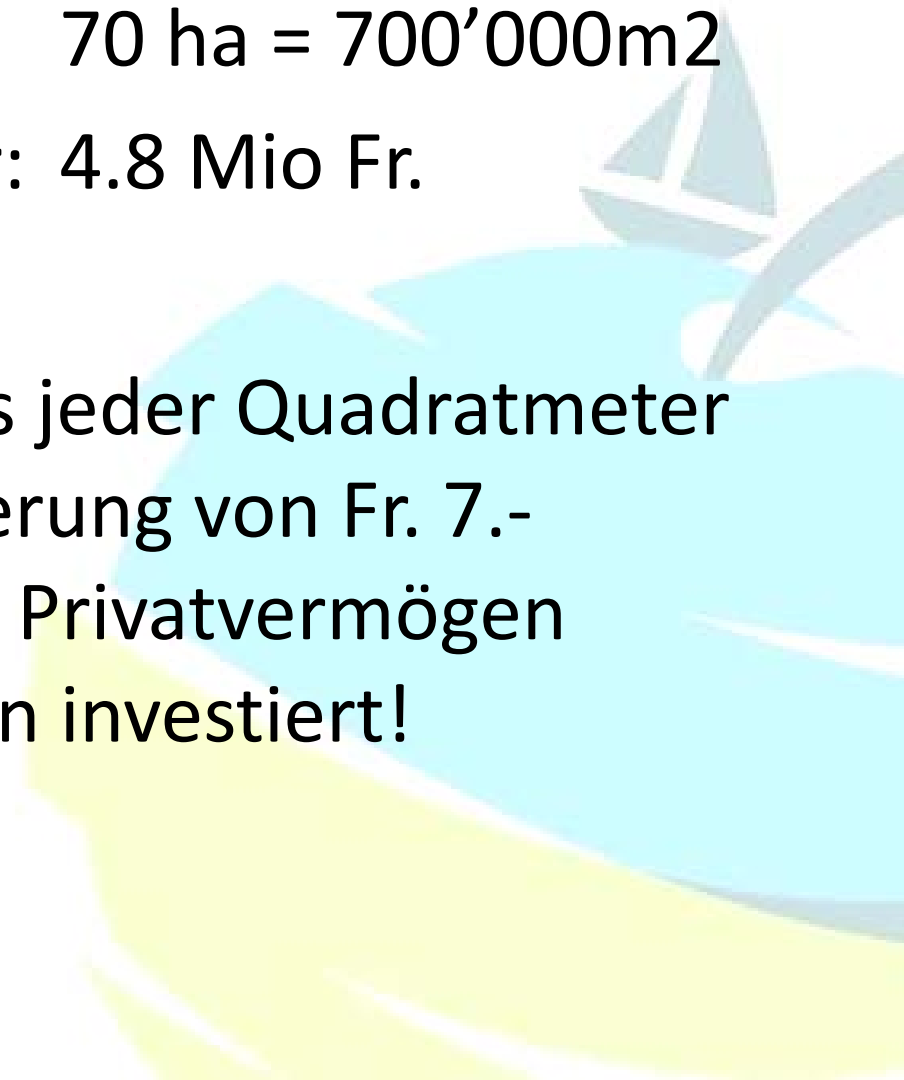 70 ha = 700’000m2
: 4.8 Mio Fr.
jeder Quadratmeter
erung von Fr. 7.-
Privatvermögen
n investiert!